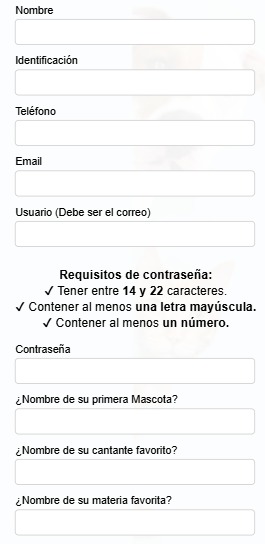 Nombre
Identificación
Teléfono
Email
Usuario (Debe ser el correo)
Requisitos de contraseña:
✓ Tener entre 14 y 22 caracteres.
✓ Contener al menos una letra mayúscula.
✓ Contener al menos un número.
Contraseña
¿Nombre de su primera Mascota?
¿Nombre de su cantante favorito?
¿Nombre de su materia favorita?